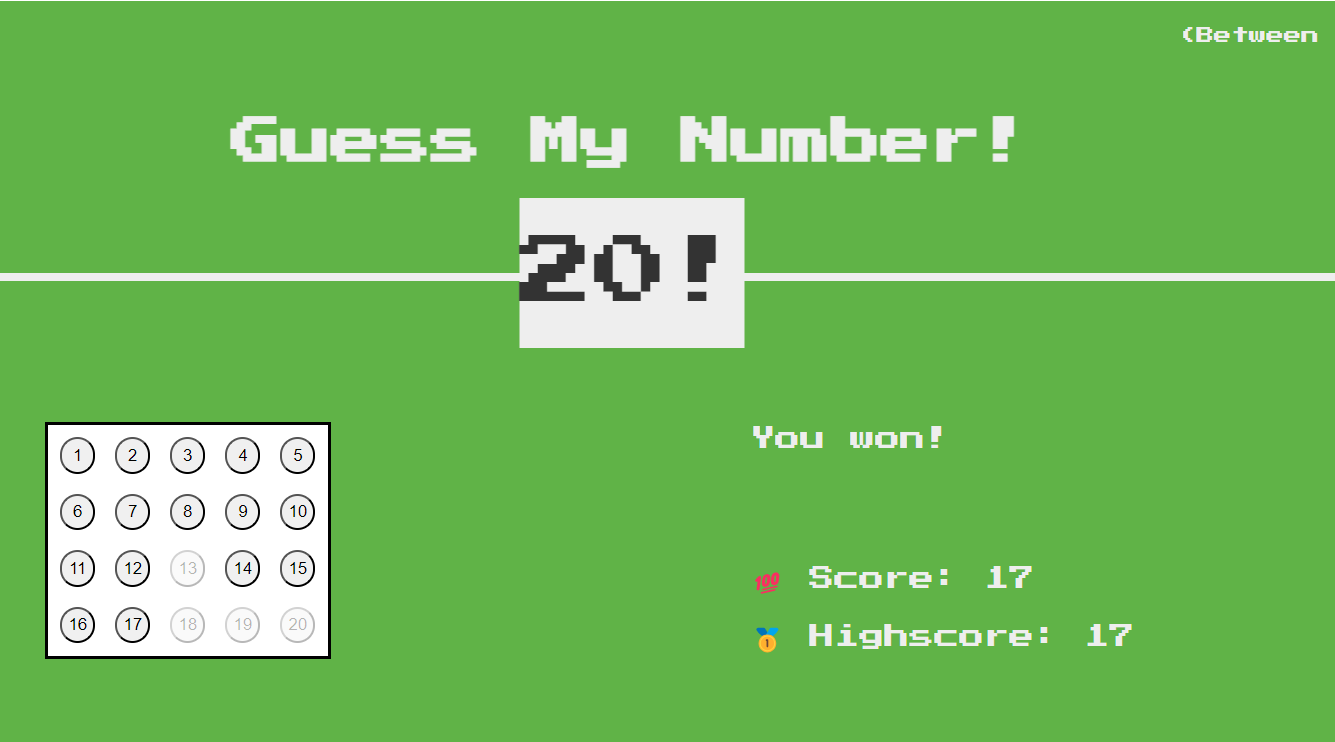 (Between
Guess My Number!
20!
1 2 3 4 5
6 7 8 9 10
11 12 13 14 15
16 17 18 19 20
You won!
💯 Score: 17
🥇 Highscore: 17